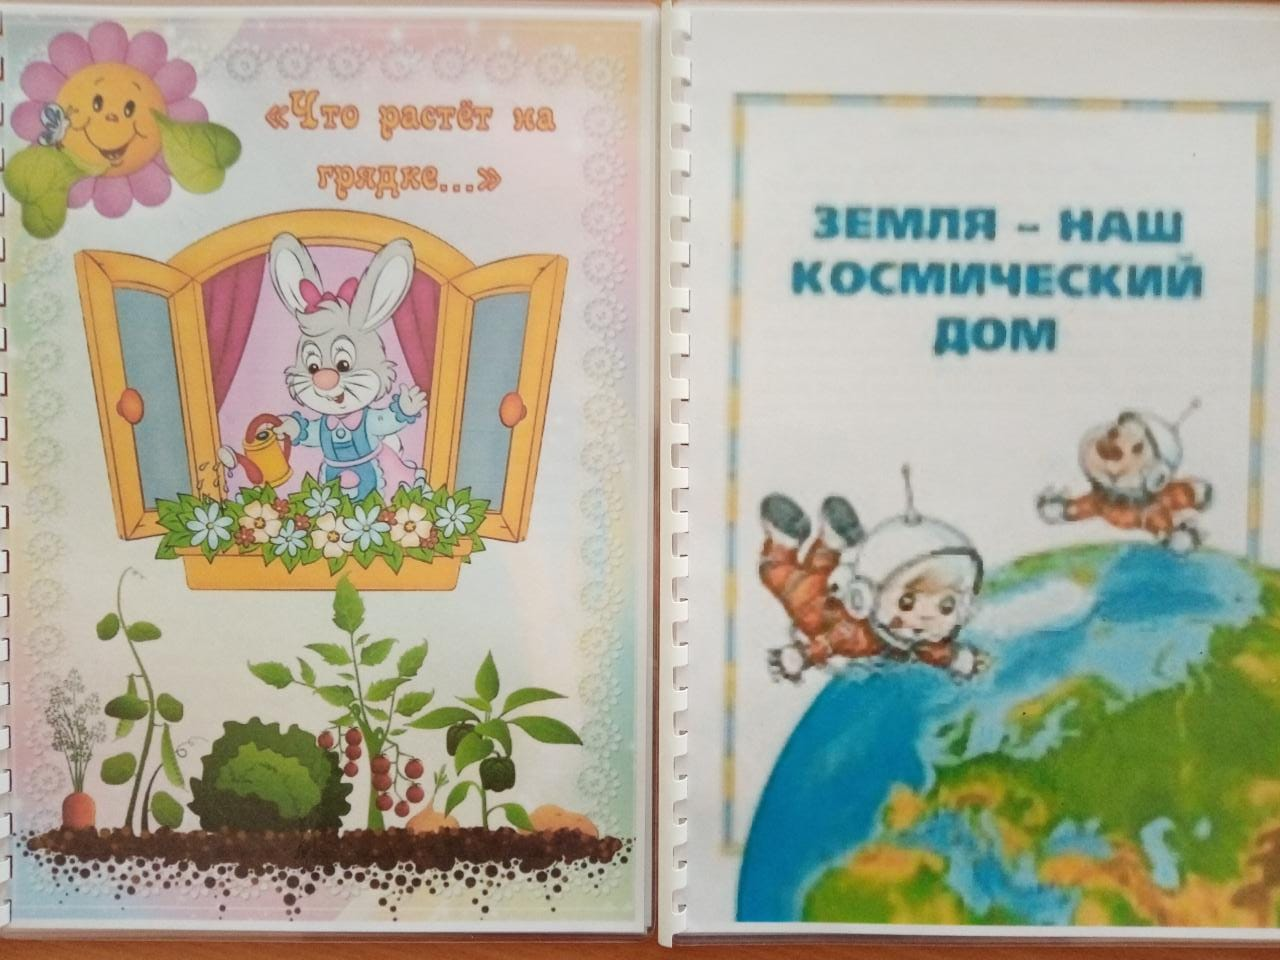 «Что растёт на
грядке...»
ЗЕМЛЯ – НАШ
КОСМИЧЕСКИЙ
ДОМ